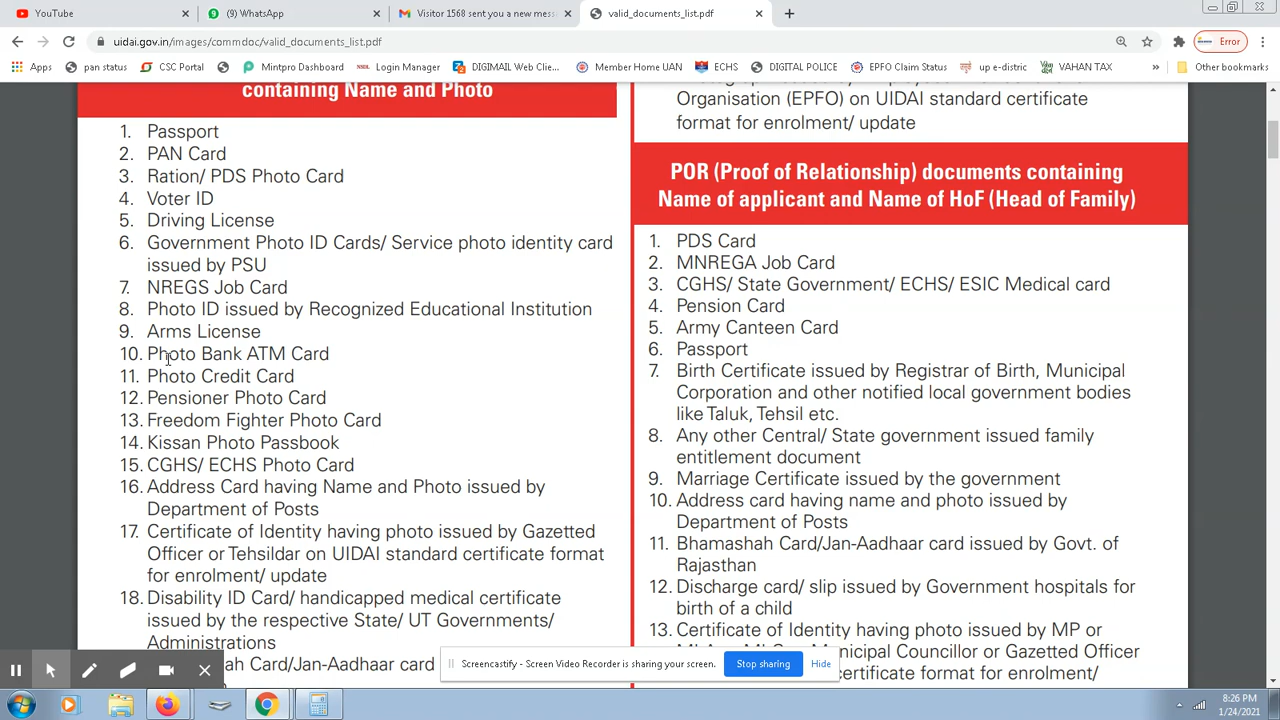 YouTube
(9) WhatsApp
Visitor 1568 sent you a new mess
valid_documents_list.pdf
uidai.gov.in/images/commdoc/valid_documents_list.pdf
Error
Apps
pan status
CSC Portal
Mintpro Dashboard
Login Manager
DIGIMAIL Web Clie...
Member Home UAN
ECHS
DIGITAL POLICE
EPFO Claim Status
up e-distric
VAHAN TAX
»
Other bookmarks
containing Name and Photo
1. Passport
2. PAN Card
3. Ration/ PDS Photo Card
4. Voter ID
5. Driving License
6. Government Photo ID Cards/ Service photo identity card
issued by PSU
7. NREGS Job Card
8. Photo ID issued by Recognized Educational Institution
9. Arms License
10. Photo Bank ATM Card
11. Photo Credit Card
12. Pensioner Photo Card
13. Freedom Fighter Photo Card
14. Kissan Photo Passbook
15. CGHS/ ECHS Photo Card
16. Address Card having Name and Photo issued by
Department of Posts
17. Certificate of Identity having photo issued by Gazetted
Officer or Tehsildar on UIDAI standard certificate format
for enrolment/ update
18. Disability ID Card/ handicapped medical certificate
issued by the respective State/ UT Governments/
Administrations
ah Card/Jan-Aadhaar card
Organisation (EPFO) on UIDAI standard certificate
format for enrolment/ update
POR (Proof of Relationship) documents containing
Name of applicant and Name of HoF (Head of Family)
1. PDS Card
2. MNREGA Job Card
3. CGHS/ State Government/ ECHS/ ESIC Medical card
4. Pension Card
5. Army Canteen Card
6. Passport
7. Birth Certificate issued by Registrar of Birth, Municipal
Corporation and other notified local government bodies
like Taluk, Tehsil etc.
8. Any other Central/ State government issued family
entitlement document
9. Marriage Certificate issued by the government
10. Address card having name and photo issued by
Department of Posts
11. Bhamashah Card/Jan-Aadhaar card issued by Govt. of
Rajasthan
12. Discharge card/ slip issued by Government hospitals for
birth of a child
13. Certificate of Identity having photo issued by MP or
Municipal Councillor or Gazetted Officer
certificate format for enrolment/
Screencastify - Screen Video Recorder is sharing your screen.
Stop sharing
Hide
8:26 PM
1/24/2021